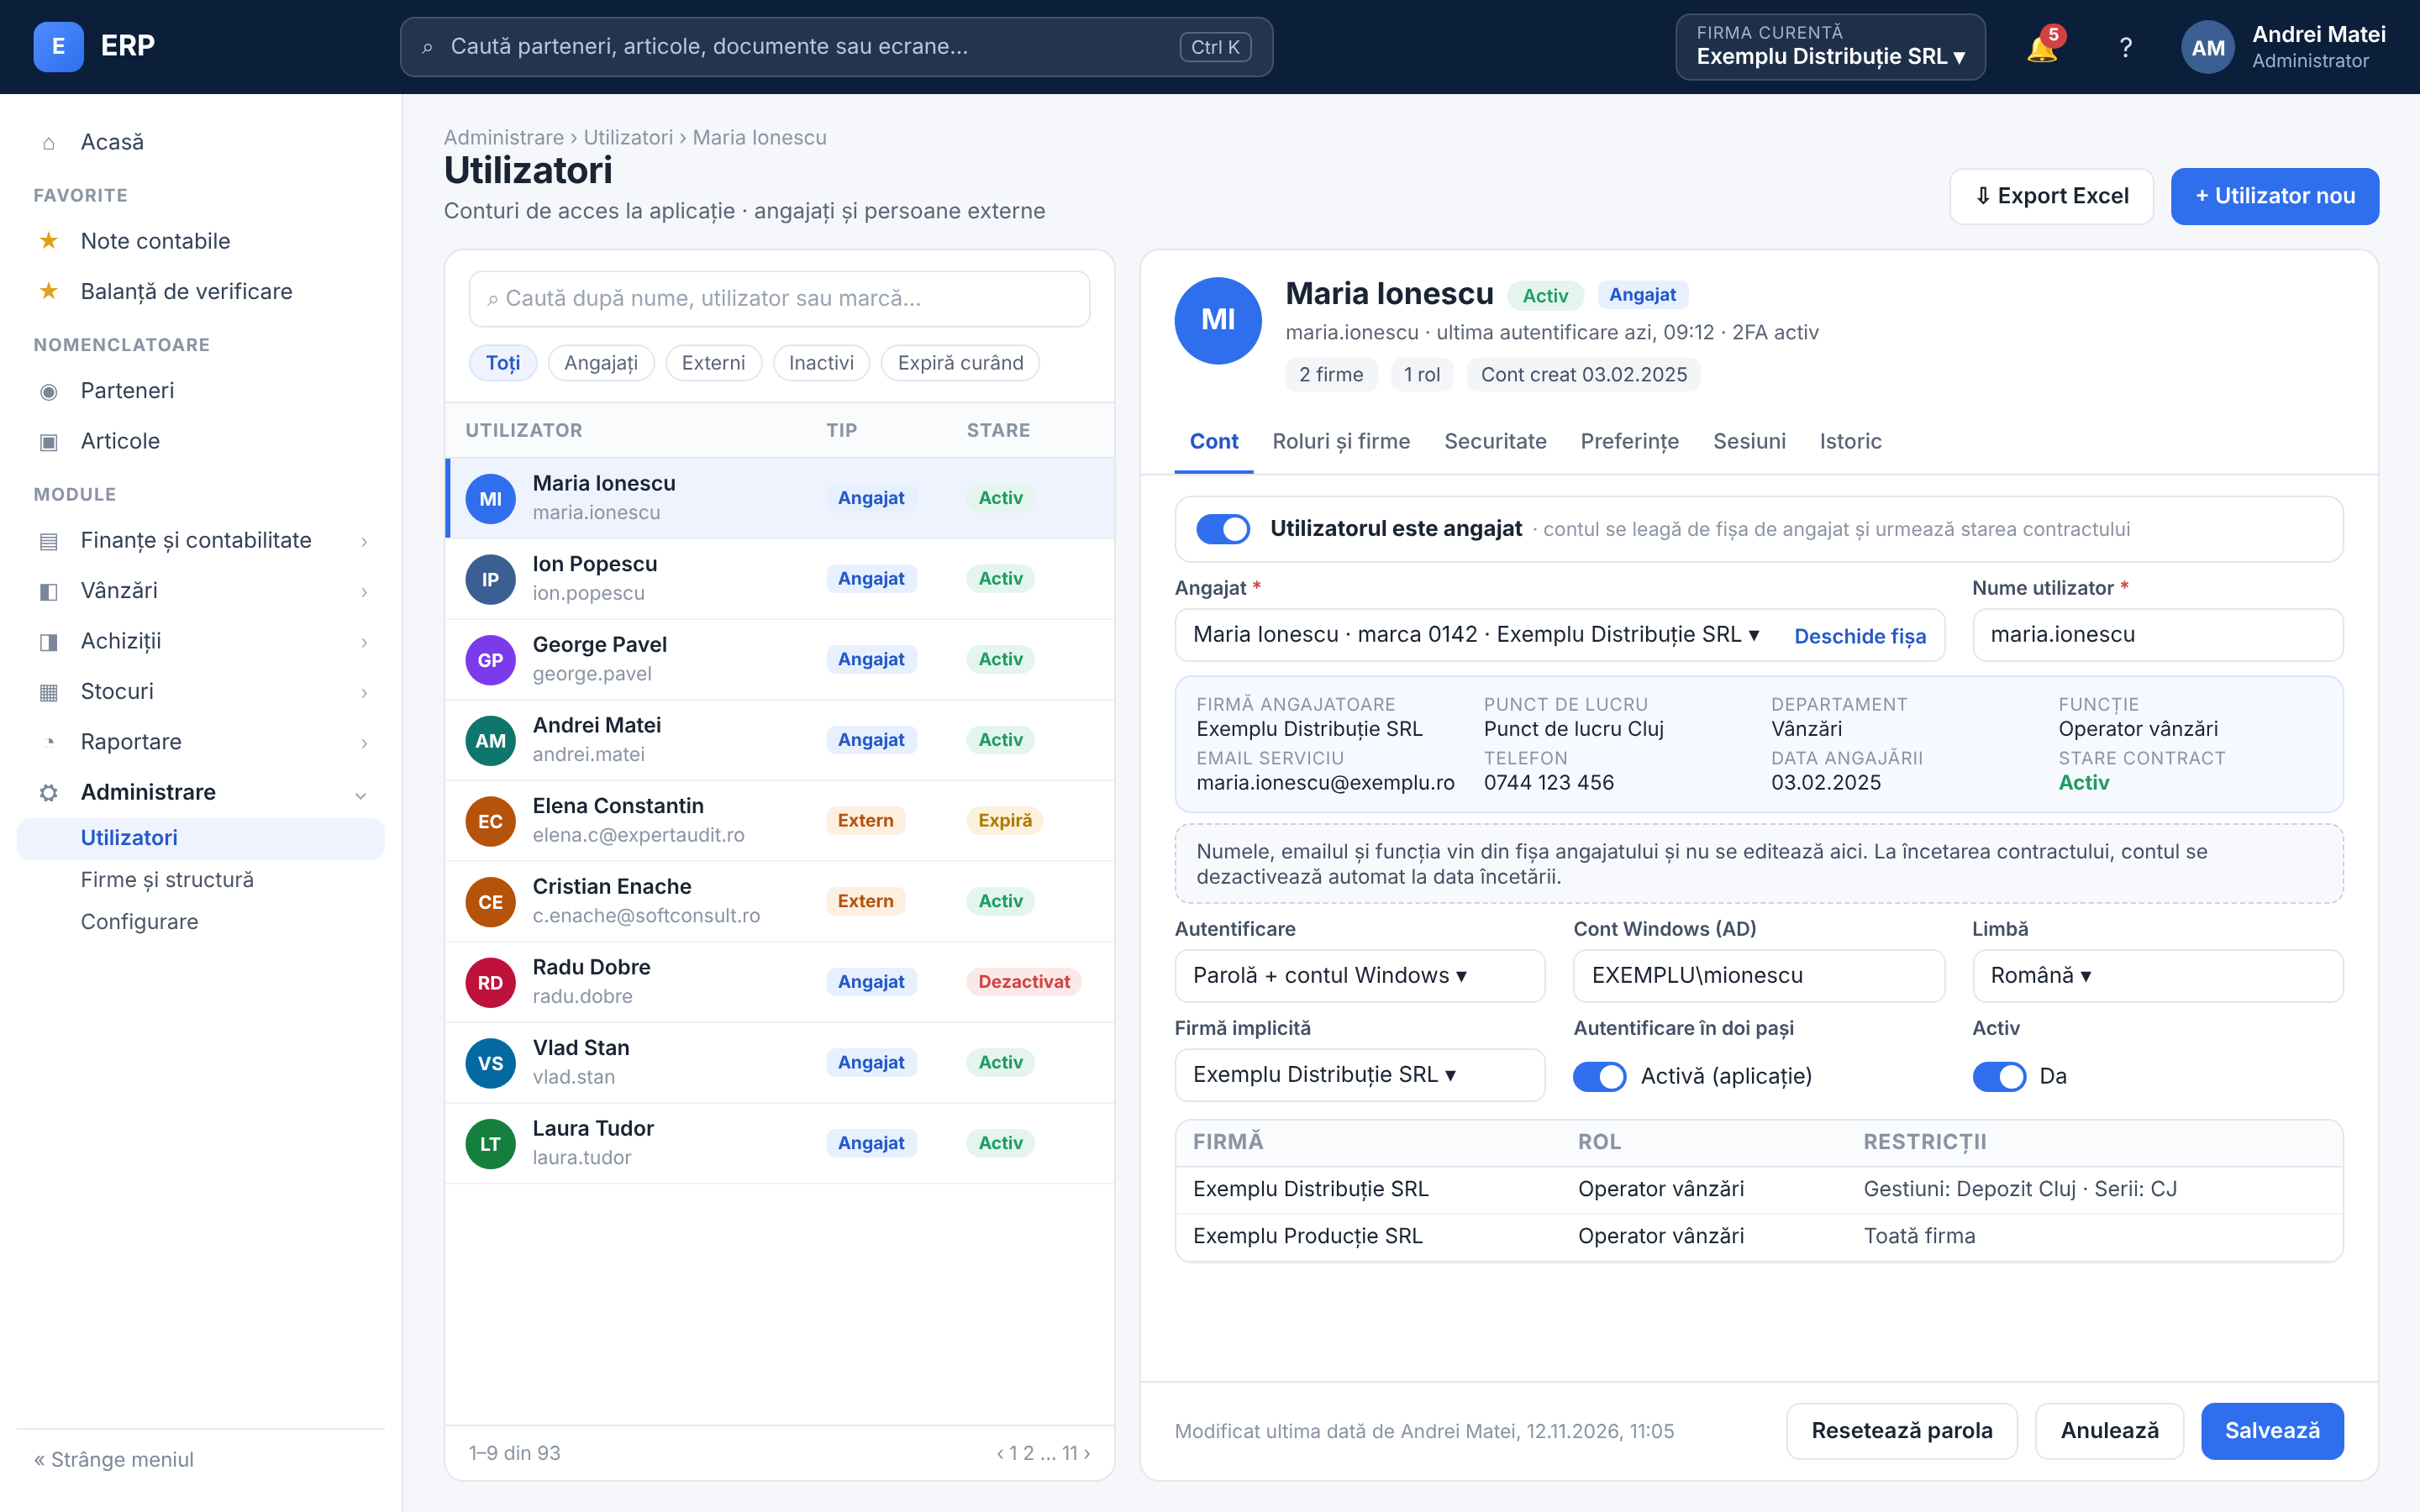 E ERP
Caută parteneri, articole, documente sau ecrane... Ctrl K
FIRMA CURENTĂ
Exemplu Distribuție SRL ▾
5
?
AM
Andrei Matei
Administrator
Acasă
FAVORITE
★ Note contabile
★ Balanță de verificare
NOMENCLATOARE
Parteneri
Articole
MODULE
Finanțe și contabilitate ›
Vânzări ›
Achiziții ›
Stocuri ›
Raportare ›
Administrare
Utilizatori
Firme și structură
Configurare
« Strânge meniul
Administrare › Utilizatori › Maria Ionescu
Utilizatori
Conturi de acces la aplicație · angajați și persoane externe
⇩ Export Excel
+ Utilizator nou
Caută după nume, utilizator sau marcă...
Toți Angajați Externi Inactivi Expiră curând
UTILIZATOR TIP STARE
MI Maria Ionescu Angajat Activ
maria.ionescu
IP Ion Popescu Angajat Activ
ion.popescu
GP George Pavel Angajat Activ
george.pavel
AM Andrei Matei Angajat Activ
andrei.matei
EC Elena Constantin Extern Expiră
elena.c@expertaudit.ro
CE Cristian Enache Extern Activ
c.enache@softconsult.ro
RD Radu Dobre Angajat Dezactivat
radu.dobre
VS Vlad Stan Angajat Activ
vlad.stan
LT Laura Tudor Angajat Activ
laura.tudor
1–9 din 93 ‹ 1 2 ... 11 ›
MI
Maria Ionescu Activ Angajat
maria.ionescu · ultima autentificare azi, 09:12 · 2FA activ
2 firme 1 rol Cont creat 03.02.2025
Cont Roluri și firme Securitate Preferințe Sesiuni Istoric
Utilizatorul este angajat · contul se leagă de fișa de angajat și urmează starea contractului
Angajat * Nume utilizator *
Maria Ionescu · marca 0142 · Exemplu Distribuție SRL ▾ Deschide fișa maria.ionescu
FIRMĂ ANGAJATOARE PUNCT DE LUCRU DEPARTAMENT FUNCȚIE
Exemplu Distribuție SRL Punct de lucru Cluj Vânzări Operator vânzări
EMAIL SERVICIU TELEFON DATA ANGAJĂRII STARE CONTRACT
maria.ionescu@exemplu.ro 0744 123 456 03.02.2025 Activ
Numele, emailul și funcția vin din fișa angajatului și nu se editează aici. La încetarea contractului, contul se
dezactivează automat la data încetării.
Autentificare Cont Windows (AD) Limbă
Parolă + contul Windows ▾ EXEMPLU\mionescu Română ▾
Firmă implicită Autentificare în doi pași Activ
Exemplu Distribuție SRL ▾ Activă (aplicație) Da
FIRMĂ ROL RESTRICȚII
Exemplu Distribuție SRL Operator vânzări Gestiuni: Depozit Cluj · Serii: CJ
Exemplu Producție SRL Operator vânzări Toată firma
Modificat ultima dată de Andrei Matei, 12.11.2026, 11:05
Resetează parola Anulează Salvează